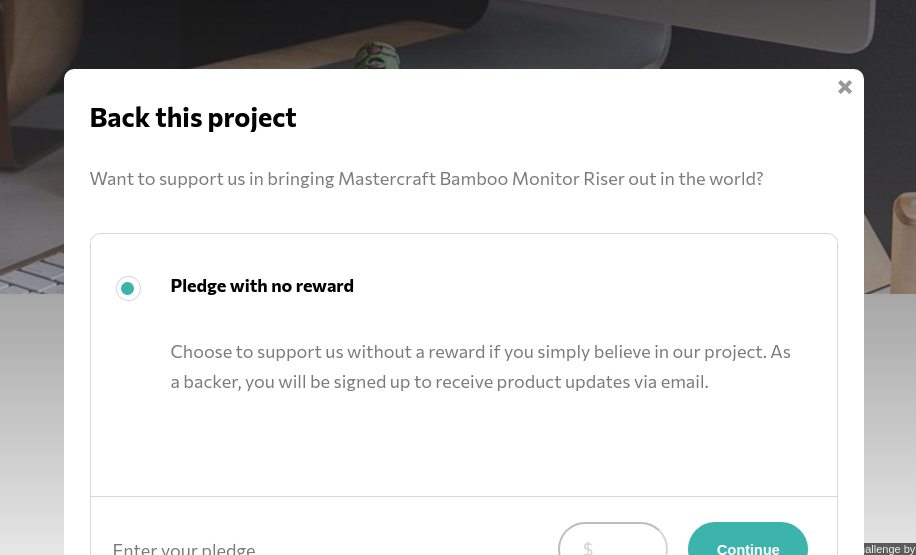 Back this project
Want to support us in bringing Mastercraft Bamboo Monitor Riser out in the world?
Pledge with no reward
Choose to support us without a reward if you simply believe in our project. As
a backer, you will be signed up to receive product updates via email.
Enter your pledge
$
Continue
allenge by